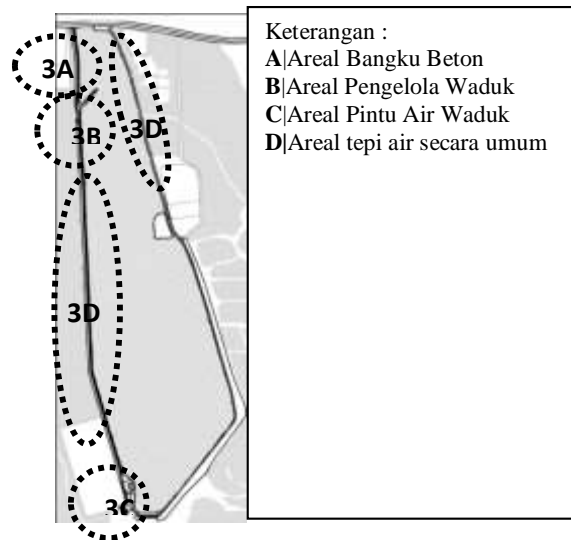 3A
3B
3D
3D
3C
Keterangan :
A|Areal Bangku Beton
B|Areal Pengelola Waduk
C|Areal Pintu Air Waduk
D|Areal tepi air secara umum